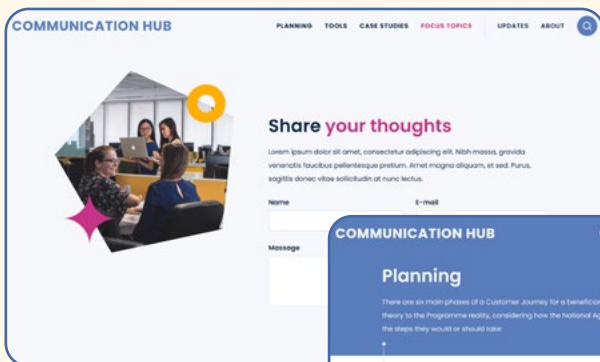 COMMUNICATION HUB
PLANNING TOOLS CASE STUDIES FOCUS TOPICS UPDATES ABOUT
Share your thoughts
Lorem ipsum dolor sit amet, consectetur adipiscing elit. Nibh massa, gravida
venenatis faucibus pellentesque pretium. Amet magna aliquam, et sed. Purus,
sagittis donec vitae sollicitudin at nunc lectus.
Name E-mail
Message
COMMUNICATION HUB
Planning
There are six main phases of a Customer Journey for a beneficiar
theory to the Programme reality, considering how the National Ag
the steps they would or should take: